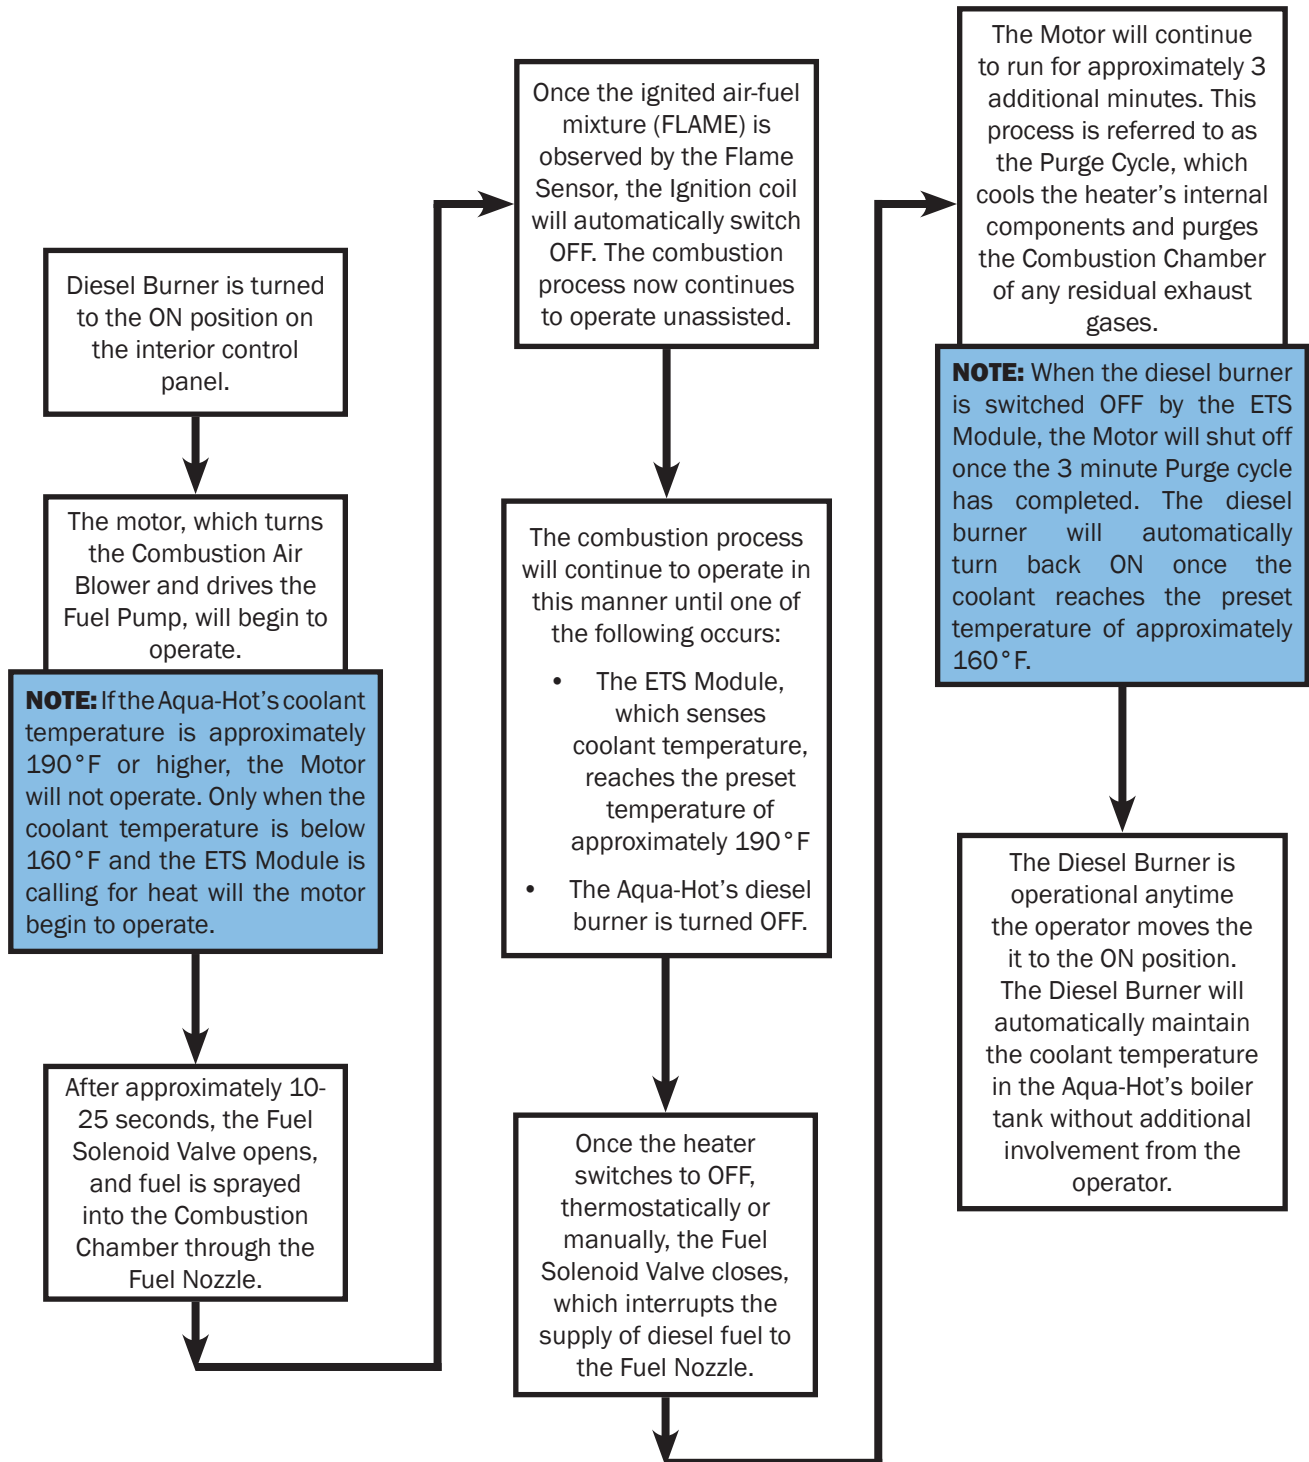 Diesel Burner is turned
to the ON position on
the interior control
panel.
The motor, which turns
the Combustion Air
Blower and drives the
Fuel Pump, will begin to
operate.
NOTE: If the Aqua-Hot’s coolant
temperature is approximately
190°F or higher, the Motor
will not operate. Only when the
coolant temperature is below
160°F and the ETS Module is
calling for heat will the motor
begin to operate.
After approximately 10-
25 seconds, the Fuel
Solenoid Valve opens,
and fuel is sprayed
into the Combustion
Chamber through the
Fuel Nozzle.
Once the ignited air-fuel
mixture (FLAME) is
observed by the Flame
Sensor, the Ignition coil
will automatically switch
OFF. The combustion
process now continues
to operate unassisted.
The combustion process
will continue to operate in
this manner until one of
the following occurs:
• The ETS Module,
which senses
coolant temperature,
reaches the preset
temperature of
approximately 190°F
• The Aqua-Hot’s diesel
burner is turned OFF.
Once the heater
switches to OFF,
thermostatically or
manually, the Fuel
Solenoid Valve closes,
which interrupts the
supply of diesel fuel to
the Fuel Nozzle.
The Motor will continue
to run for approximately 3
additional minutes. This
process is referred to as
the Purge Cycle, which
cools the heater’s internal
components and purges
the Combustion Chamber
of any residual exhaust
gases.
NOTE: When the diesel burner
is switched OFF by the ETS
Module, the Motor will shut off
once the 3 minute Purge cycle
has completed. The diesel
burner will automatically
turn back ON once the
coolant reaches the preset
temperature of approximately
160°F.
The Diesel Burner is
operational anytime
the operator moves the
it to the ON position.
The Diesel Burner will
automatically maintain
the coolant temperature
in the Aqua-Hot’s boiler
tank without additional
involvement from the
operator.